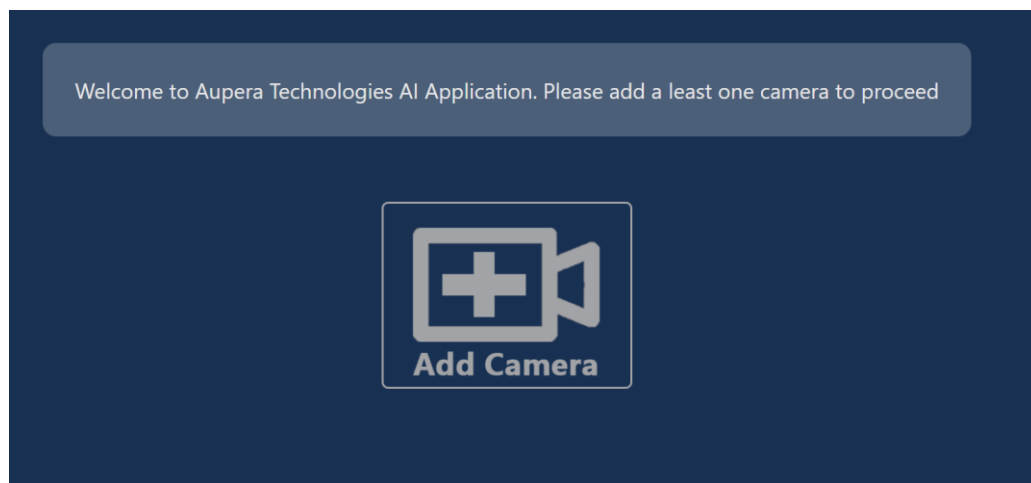 Welcome to Aupera Technologies AI Application. Please add a least one camera to proceed
Add Camera